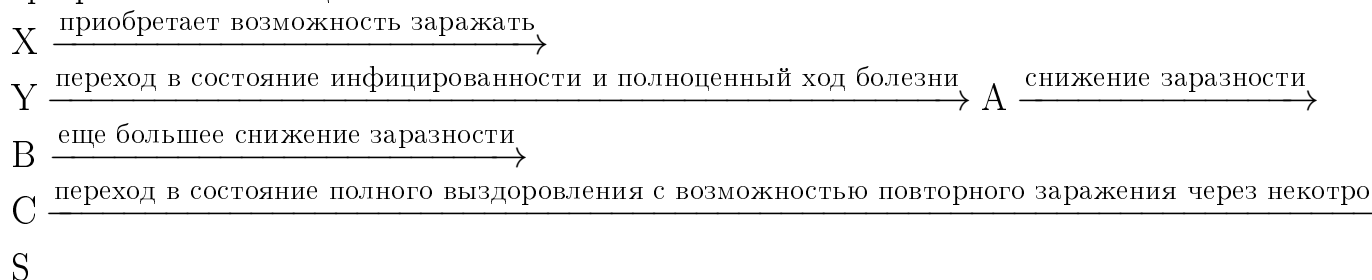 X приобретает возможность заражать
Y переход в состояние инфицированности и полноценный ход болезни A снижение заразности
B еще большее снижение заразности
C переход в состояние полного выздоровления с возможностью повторного заражения через некотро
S